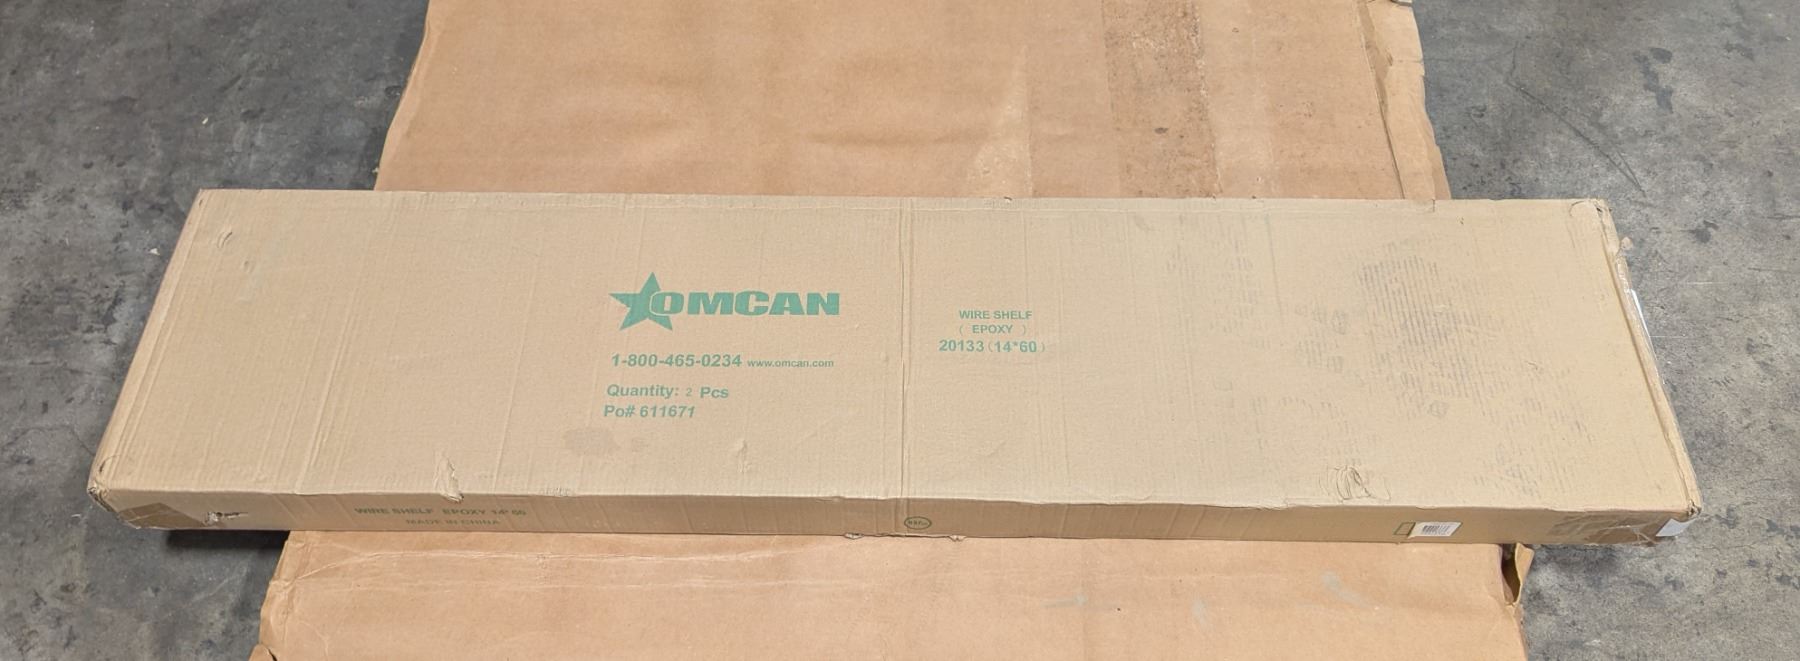 OMCAN
1-800-465-0234 www.omcan.com
Quantity: 2 Pcs
Po# 611671
WIRE SHELF
( EPOXY )
20133 (14*60)
WIRE SHELF EPOXY 14* 60
MADE IN CHINA